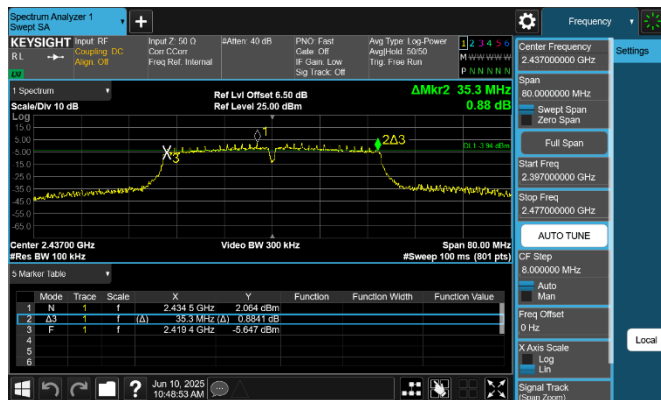 Spectrum Analyzer 1
Swept SA
Frequency
KEYSIGHT
Input: RF
Coupling: DC
Align: Off
Input Z: 50 Ω
Corr CCorr
Freq Ref: Internal
#Atten: 40 dB
PNO: Fast
Gate: Off
IF Gain: Low
Sig Track: Off
Avg Type: Log-Power
Avg|Hold: 50/50
Trig: Free Run
1 2 3 4 5 6
M W W W W W
P N N N N N
R L
LXI
1 Spectrum
Scale/Div 10 dB
Ref Lvl Offset 6.50 dB
Ref Level 25.00 dBm
ΔMkr2 35.3 MHz
0.88 dB
Log
15.0
5.00
-5.00
-15.0
-25.0
-35.0
-45.0
-55.0
-65.0
1
2Δ3
3
DL1 -3.94 dBm
Center 2.43700 GHz
#Res BW 100 kHz
Video BW 300 kHz
Span 80.00 MHz
#Sweep 100 ms (801 pts)
5 Marker Table
Mode Trace Scale X Y Function Function Width Function Value
1 N 1 f 2.434 5 GHz 2.064 dBm
2 Δ3 1 f (Δ) 35.3 MHz (Δ) 0.8841 dB
3 F 1 f 2.419 4 GHz -5.647 dBm
4
5
6
Jun 10, 2025
10:48:53 AM
Center Frequency
2.437000000 GHz
Span
80.0000000 MHz
Swept Span
Zero Span
Full Span
Start Freq
2.397000000 GHz
Stop Freq
2.477000000 GHz
AUTO TUNE
CF Step
8.000000 MHz
Auto
Man
Freq Offset
0 Hz
X Axis Scale
Log
Lin
Signal Track
(Span Zoom)
Settings
Local